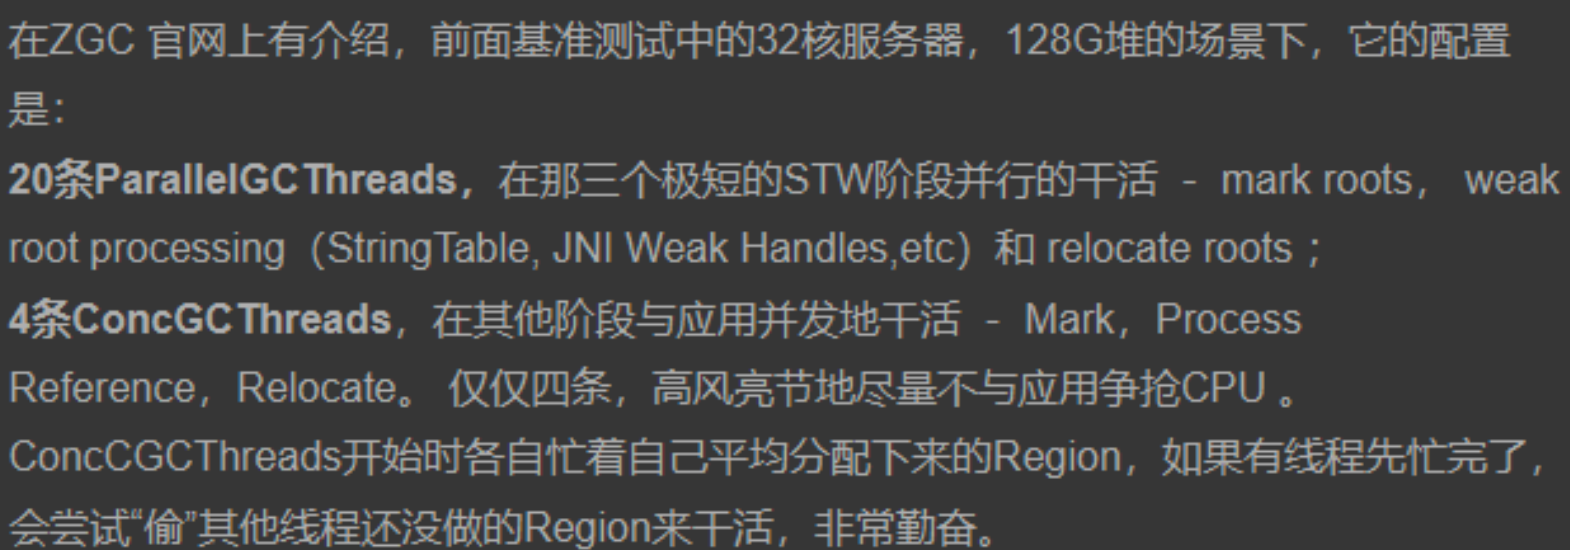 在ZGC 官网上有介绍，前面基准测试中的32核服务器，128G堆的场景下，它的配置
是：
20条ParallelGCThreads，在那三个极短的STW阶段并行的干活 - mark roots， weak
root processing（StringTable, JNI Weak Handles,etc）和 relocate roots ；
4条ConcGCThreads，在其他阶段与应用并发地干活 - Mark，Process
Reference，Relocate。 仅仅四条，高风亮节地尽量不与应用争抢CPU 。
ConcCGCThreads开始时各自忙着自己平均分配下来的Region，如果有线程先忙完了，
会尝试“偷”其他线程还没做的Region来干活，非常勤奋。